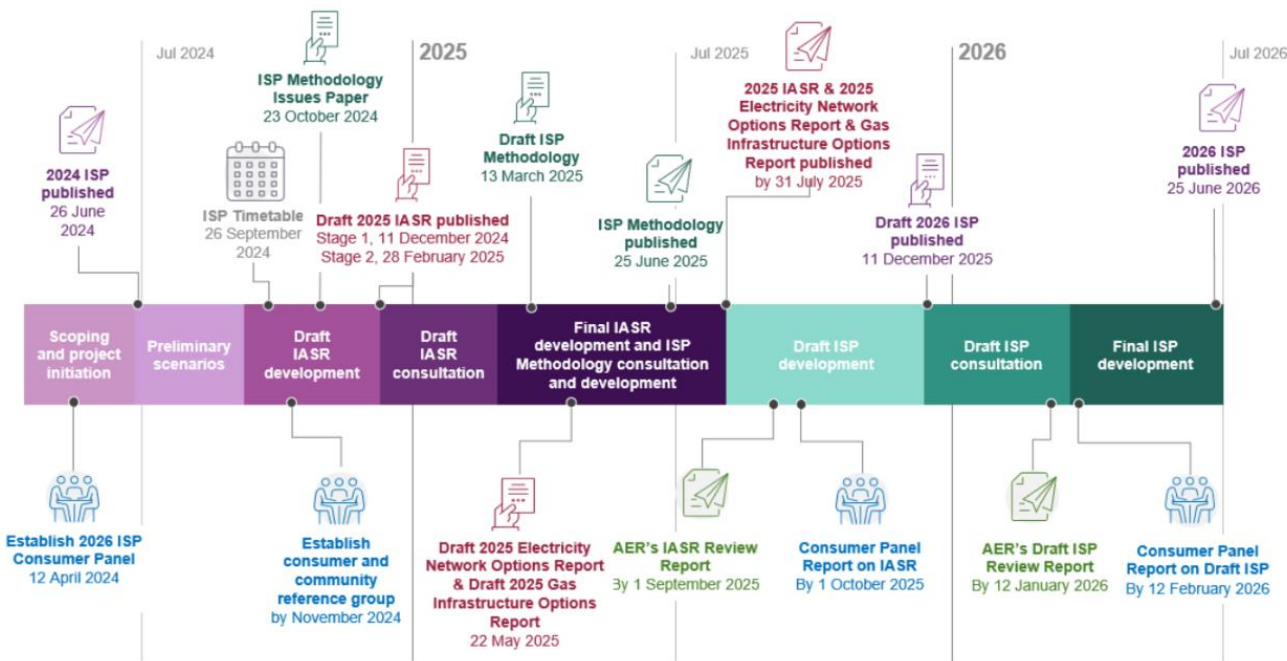 Jul 2024
2025
Jul 2025
2026
Jul 2026
2024 ISP
published
26 June
2024
ISP Timetable
26 September
2024
ISP Methodology
Issues Paper
23 October 2024
Draft 2025 IASR published
Stage 1, 11 December 2024
Stage 2, 28 February 2025
Draft ISP
Methodology
13 March 2025
ISP Methodology
published
25 June 2025
2025 IASR & 2025
Electricity Network
Options Report & Gas
Infrastructure Options
Report published
by 31 July 2025
Draft 2026 ISP
published
11 December 2025
2026 ISP
published
25 June 2026
Scoping
and project
initiation
Preliminary
scenarios
Draft
IASR
development
Draft
IASR
consultation
Final IASR
development and ISP
Methodology consultation
and development
Draft ISP
development
Draft ISP
consultation
Final ISP
development
Establish 2026 ISP
Consumer Panel
12 April 2024
Establish
consumer and
community
reference group
by November 2024
Draft 2025 Electricity
Network Options Report
& Draft 2025 Gas
Infrastructure Options
Report
22 May 2025
AER's IASR Review
Report
By 1 September 2025
Consumer Panel
Report on IASR
By 1 October 2025
AER's Draft ISP
Review Report
By 12 January 2026
Consumer Panel
Report on Draft ISP
By 12 February 2026